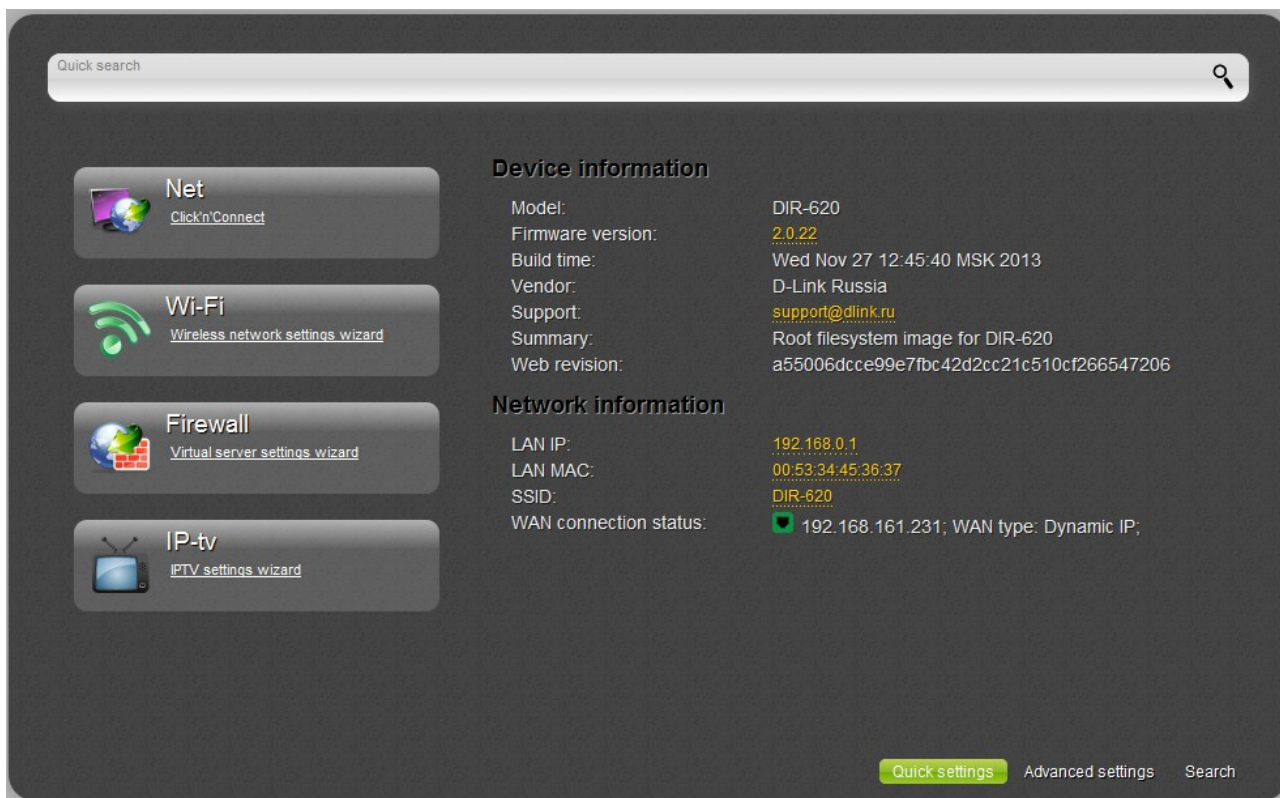 Quick search
Net
Click'n'Connect
Wi-Fi
Wireless network settings wizard
Firewall
Virtual server settings wizard
IP-tv
IPTV settings wizard
Device information
Model: DIR-620
Firmware version: 2.0.22
Build time: Wed Nov 27 12:45:40 MSK 2013
Vendor: D-Link Russia
Support: support@dlink.ru
Summary: Root filesystem image for DIR-620
Web revision: a55006dcce99e7fbc42d2cc21c510cf266547206
Network information
LAN IP: 192.168.0.1
LAN MAC: 00:53:34:45:36:37
SSID: DIR-620
WAN connection status: 192.168.161.231; WAN type: Dynamic IP;
Quick settings Advanced settings Search